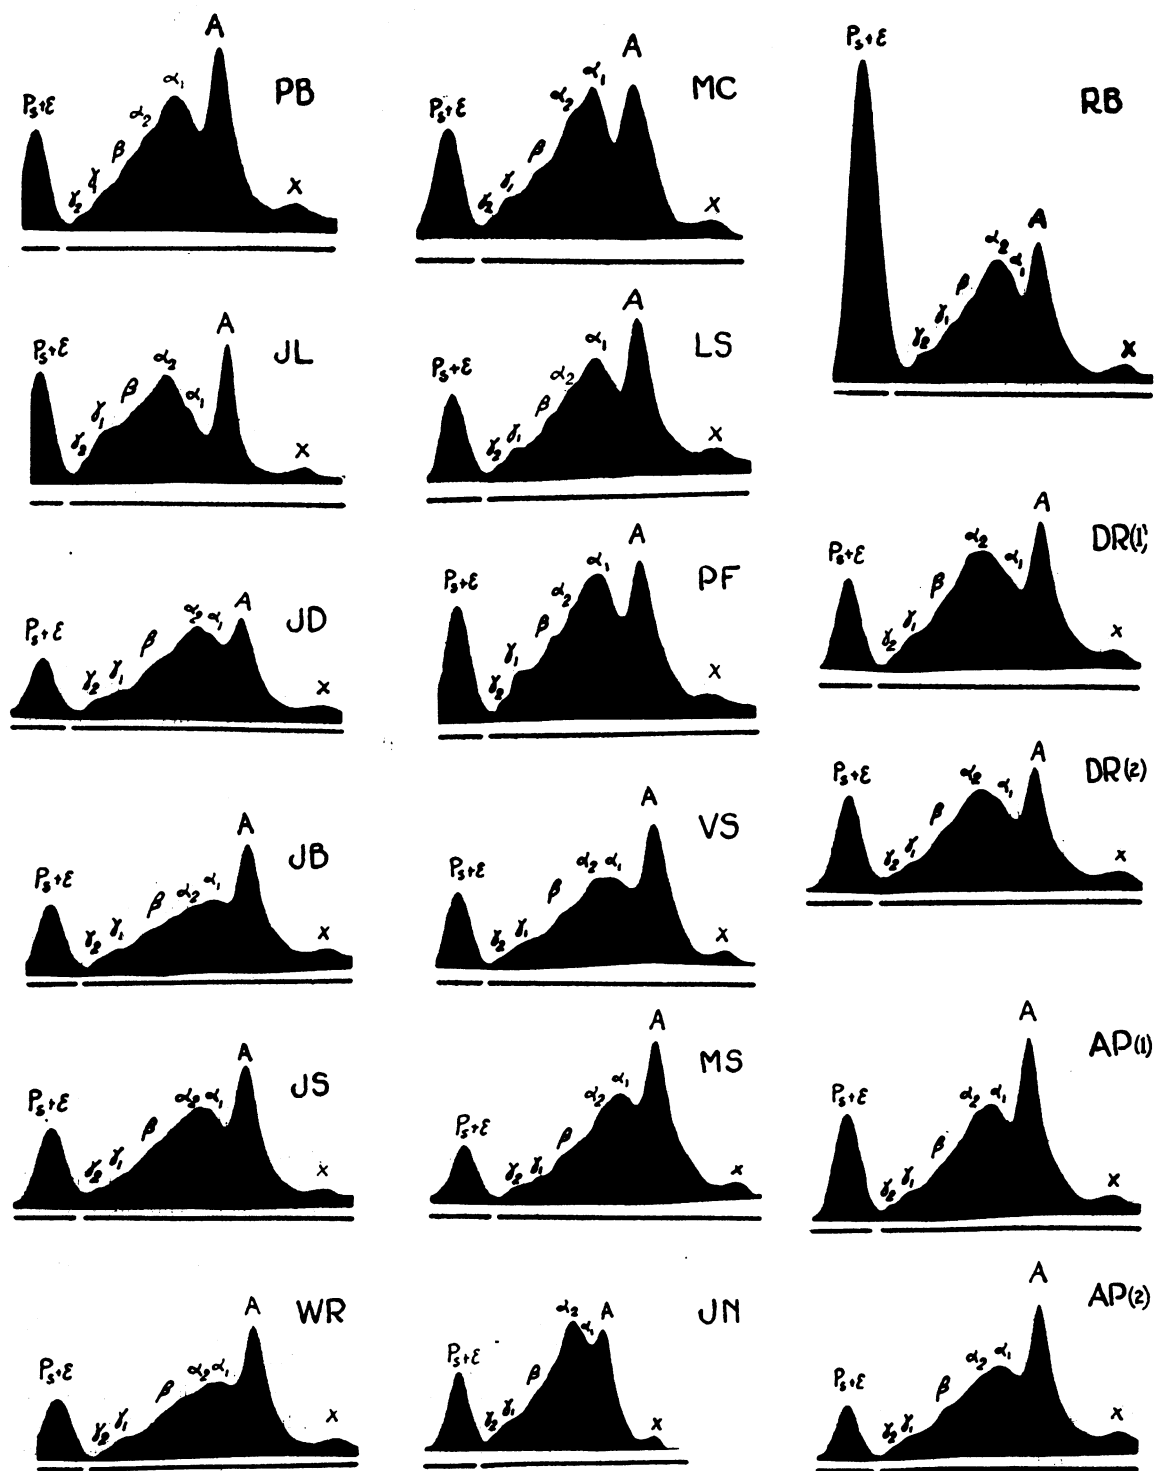 PB
Ps+ε γ2 γ β α2 α1 A x
JL
Ps+ε γ2 γ1 β α2 α1 A x
JD
Ps+ε γ2 γ1 β α2 α1 A x
JB
Ps+ε γ2 γ1 β α2 α1 A x
JS
Ps+ε γ2 γ1 β α2 α1 A x
WR
Ps+ε γ2 γ1 β α2 α1 A x
MC
Ps+ε γ2 γ1 β α2 α1 A x
LS
Ps+ε γ2 γ1 β α2 α1 A x
PF
Ps+ε γ2 γ1 β α2 α1 A x
VS
Ps+ε γ2 γ1 β α2 α1 A x
MS
Ps+ε γ2 γ1 β α2 α1 A x
JN
Ps+ε γ2 γ1 β α2 α1 A x
RB
Ps+ε γ2 γ1 β α2 α1 A x
DR(1)
Ps+ε γ2 γ1 β α2 α1 A x
DR(2)
Ps+ε γ2 γ1 β α2 α1 A x
AP(1)
Ps+ε γ2 γ1 β α2 α1 A x
AP(2)
Ps+ε γ2 γ1 β α2 α1 A x